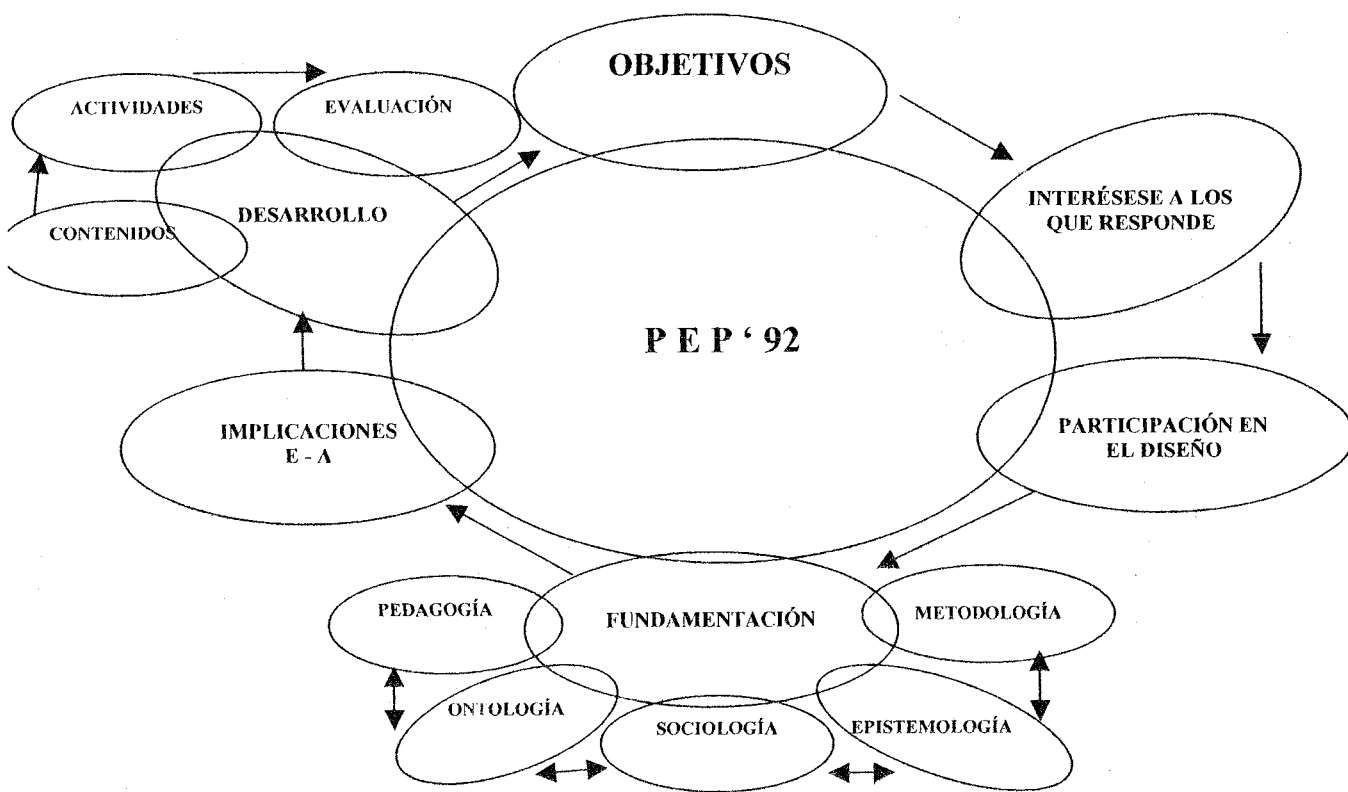 OBJETIVOS
ACTIVIDADES
EVALUACIÓN
INTERÉSESE A LOS
QUE RESPONDE
DESARROLLO
CONTENIDOS
P E P ‘ 92
IMPLICACIONES
E - A
PARTICIPACIÓN EN
EL DISEÑO
PEDAGOGÍA
FUNDAMENTACIÓN
METODOLOGÍA
ONTOLOGÍA
SOCIOLOGÍA
EPISTEMOLOGÍA